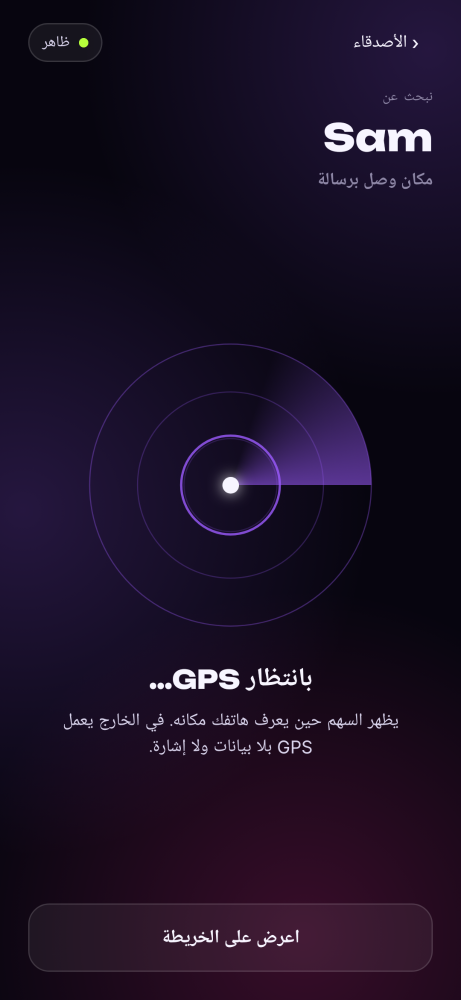 ‹ الأصدقاء
ظاهر
نبحث عن
Sam
مكان وصل برسالة
بانتظار GPS...
يظهر السهم حين يعرف هاتفك مكانه. في الخارج يعمل
GPS بلا بيانات ولا إشارة.
اعرض على الخريطة